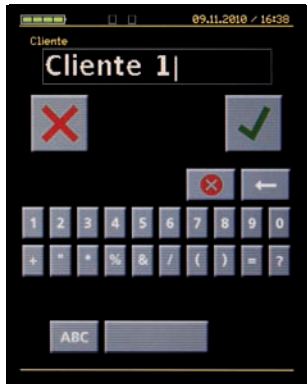 09.11.2010 / 16:38
Cliente
Cliente 1
1 2 3 4 5 6 7 8 9 0
+ " * % & / ( ) = ?
ABC